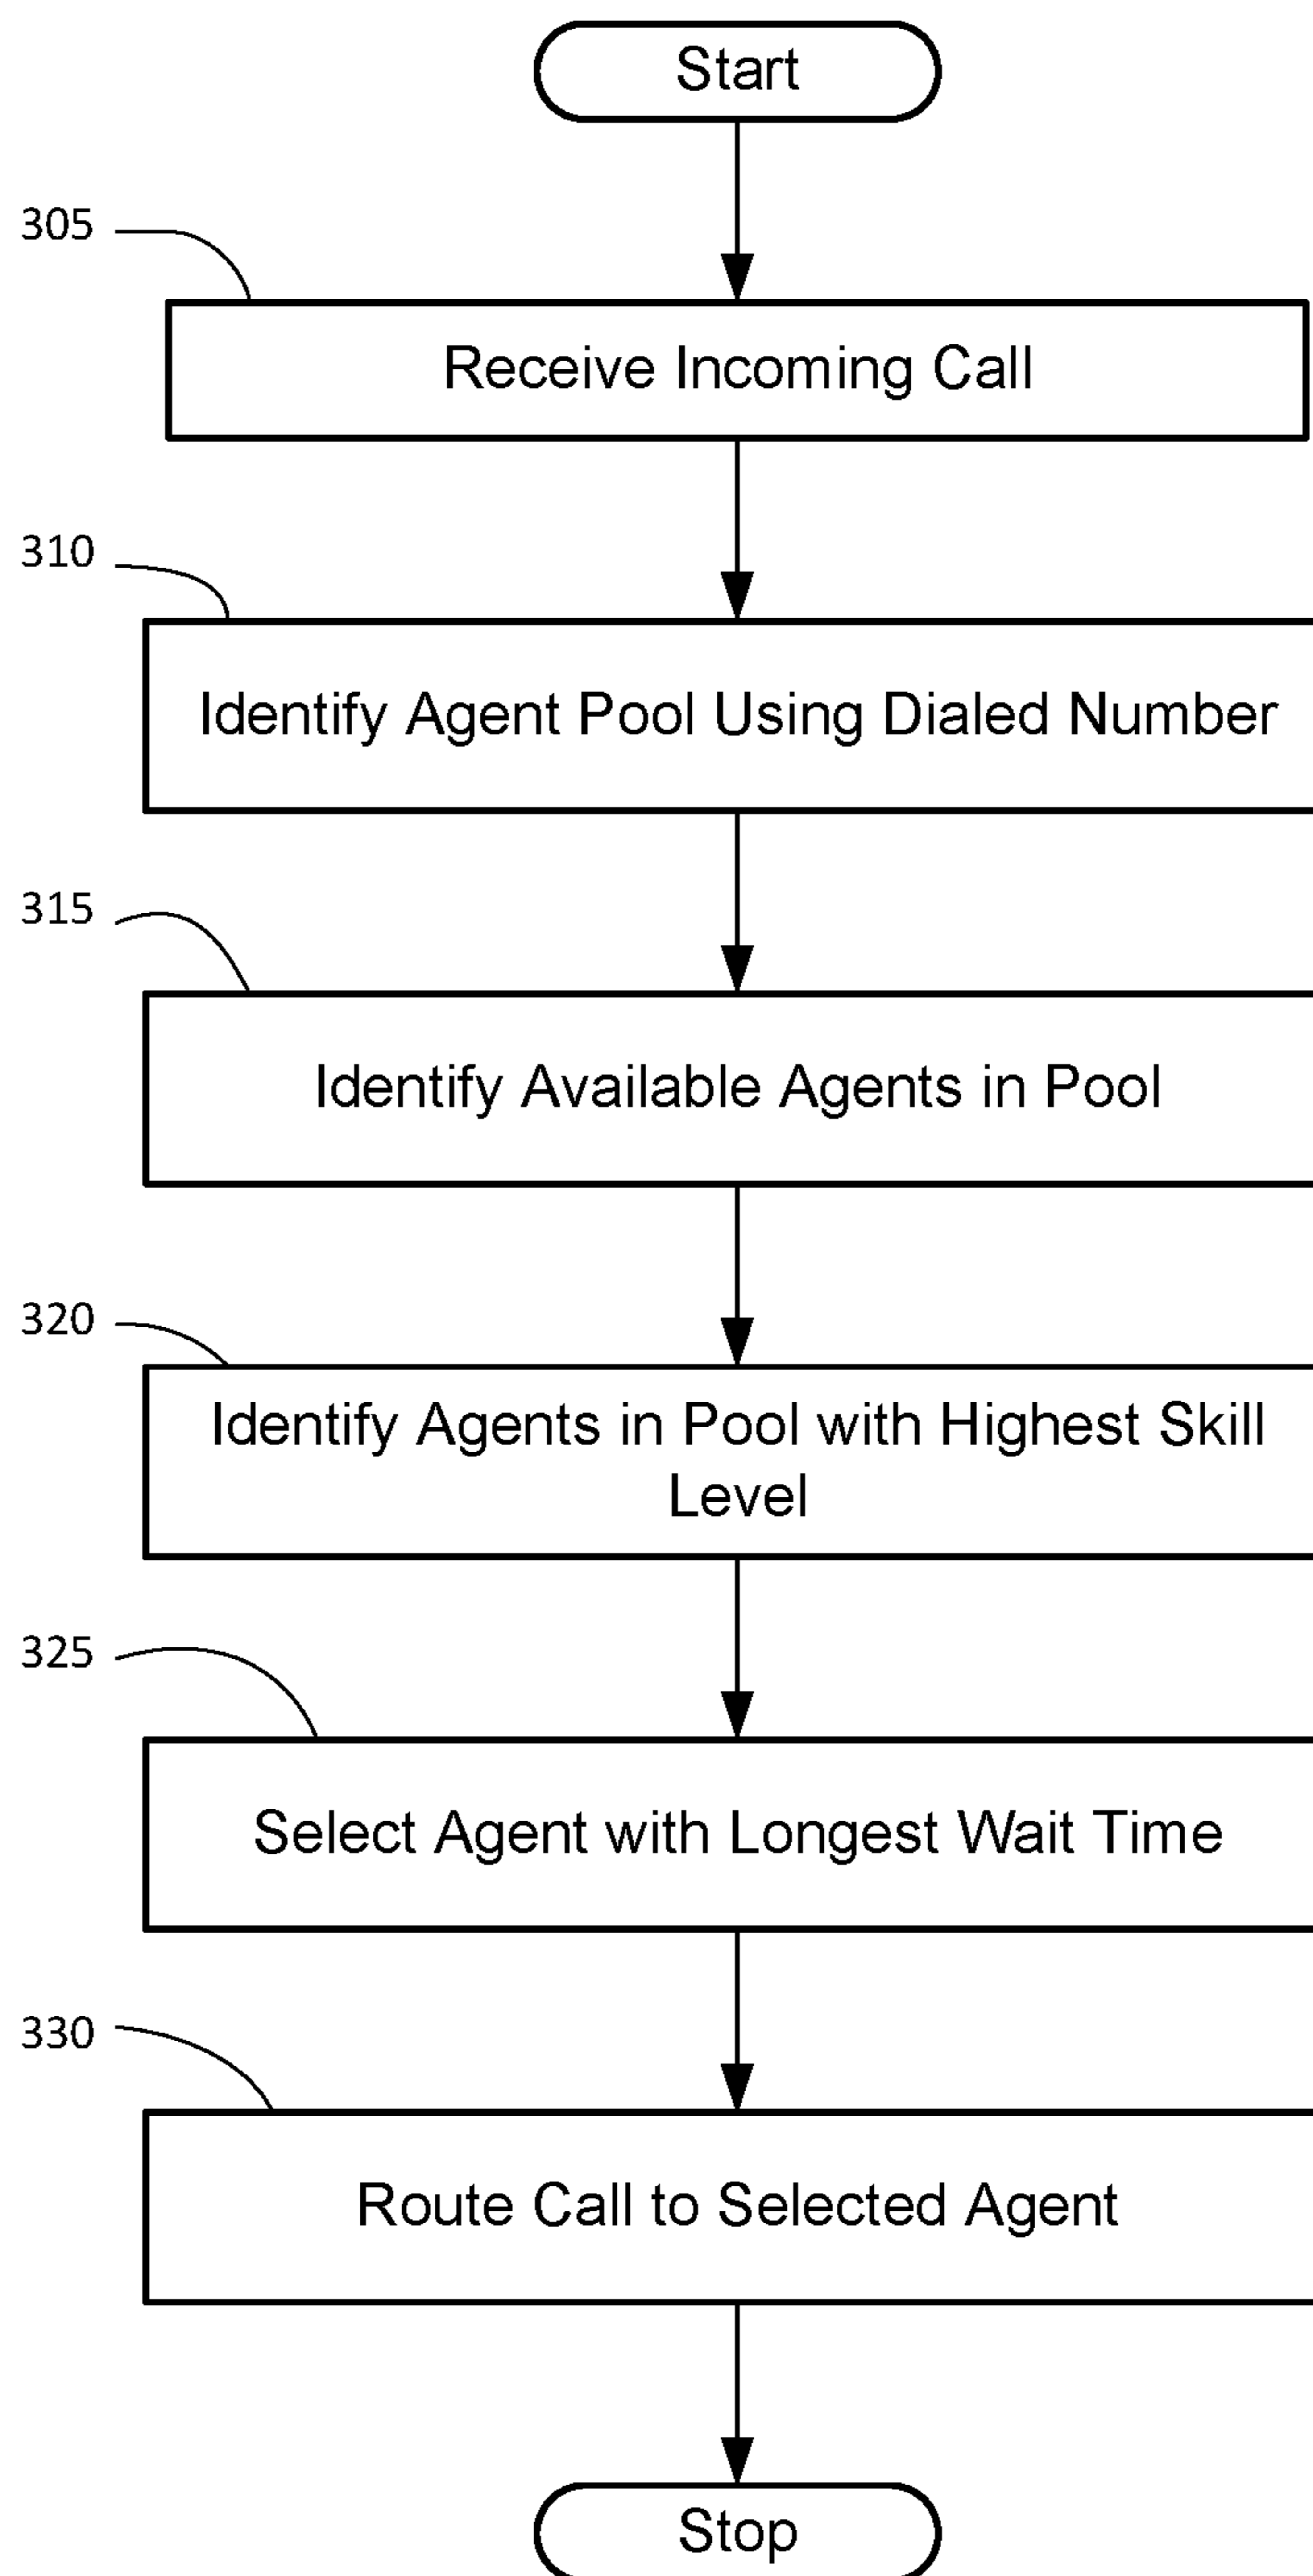 Start
305
Receive Incoming Call
310
Identify Agent Pool Using Dialed Number
315
Identify Available Agents in Pool
320
Identify Agents in Pool with Highest Skill
Level
325
Select Agent with Longest Wait Time
330
Route Call to Selected Agent
Stop